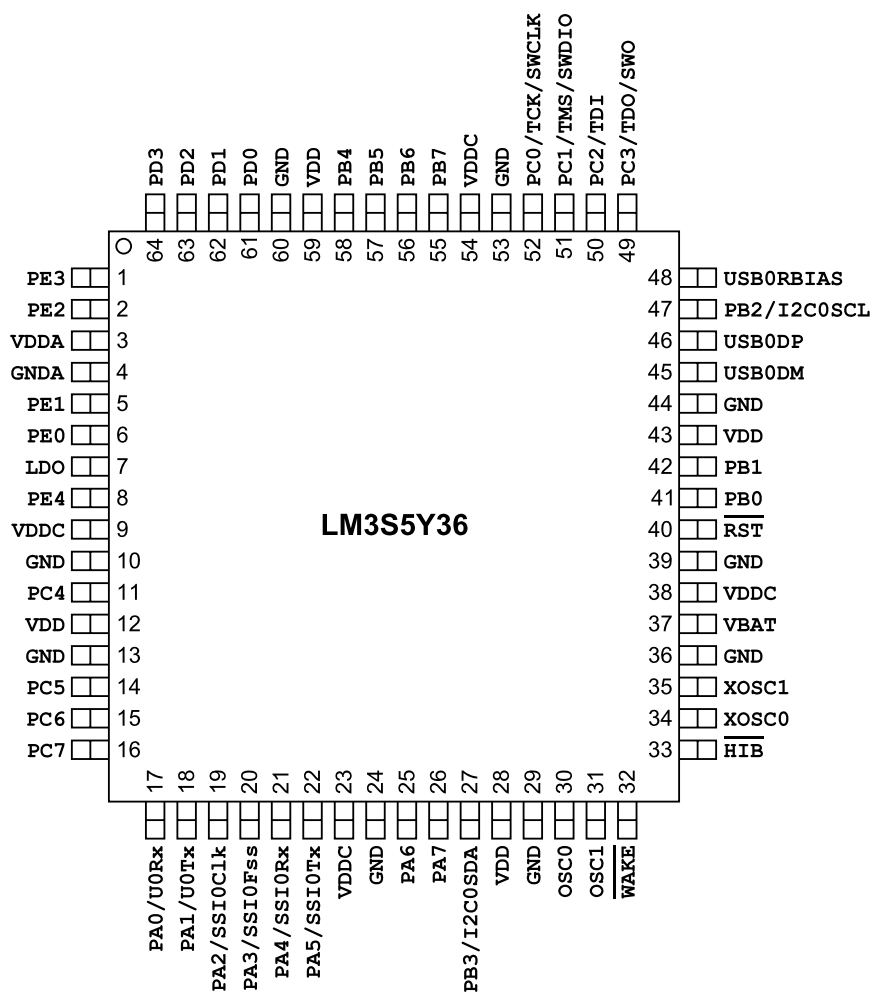 PD3
PD2
PD1
PD0
GND
VDD
PB4
PB5
PB6
PB7
VDDC
GND
PC0/TCK/SWCLK
PC1/TMS/SWDIO
PC2/TDI
PC3/TDO/SWO
64
63
62
61
60
59
58
57
56
55
54
53
52
51
50
49
PE3 1
PE2 2
VDDA 3
GNDA 4
PE1 5
PE0 6
LDO 7
PE4 8
VDDC 9
GND 10
PC4 11
VDD 12
GND 13
PC5 14
PC6 15
PC7 16
LM3S5Y36
48 USB0RBIAS
47 PB2/I2C0SCL
46 USB0DP
45 USB0DM
44 GND
43 VDD
42 PB1
41 PB0
40 RST
39 GND
38 VDDC
37 VBAT
36 GND
35 XOSC1
34 XOSC0
33 HIB
17
18
19
20
21
22
23
24
25
26
27
28
29
30
31
32
PA0/U0Rx
PA1/U0Tx
PA2/SSI0Clk
PA3/SSI0Fss
PA4/SSI0Rx
PA5/SSI0Tx
VDDC
GND
PA6
PA7
PB3/I2C0SDA
VDD
GND
OSC0
OSC1
WAKE